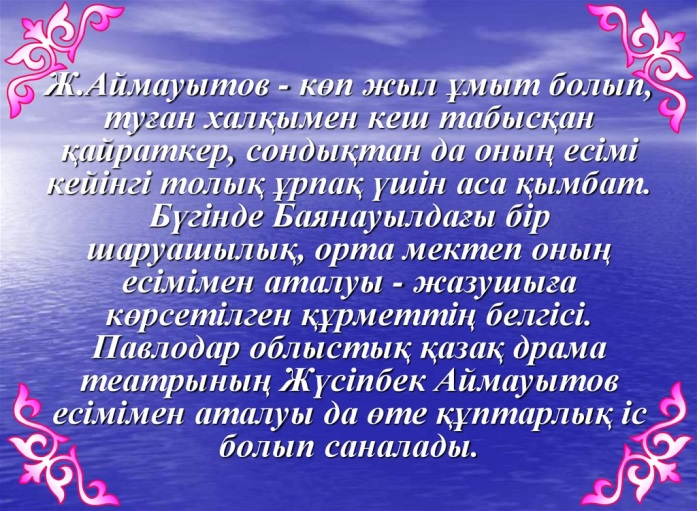 Ж.Аймауытов - көп жыл ұмыт болып,
туған халқымен кеш табысқан
қайраткер, сондықтан да оның есімі
кейінгі толық ұрпақ үшін аса қымбат.
Бүгінде Баянауылдағы бір
шаруашылық, орта мектеп оның
есімімен аталуы - жазушыға
көрсетілген құрметтің белгісі.
Павлодар облыстық қазақ драма
театрының Жүсіпбек Аймауытов
есімімен аталуы да өте құптарлық іс
болып саналады.